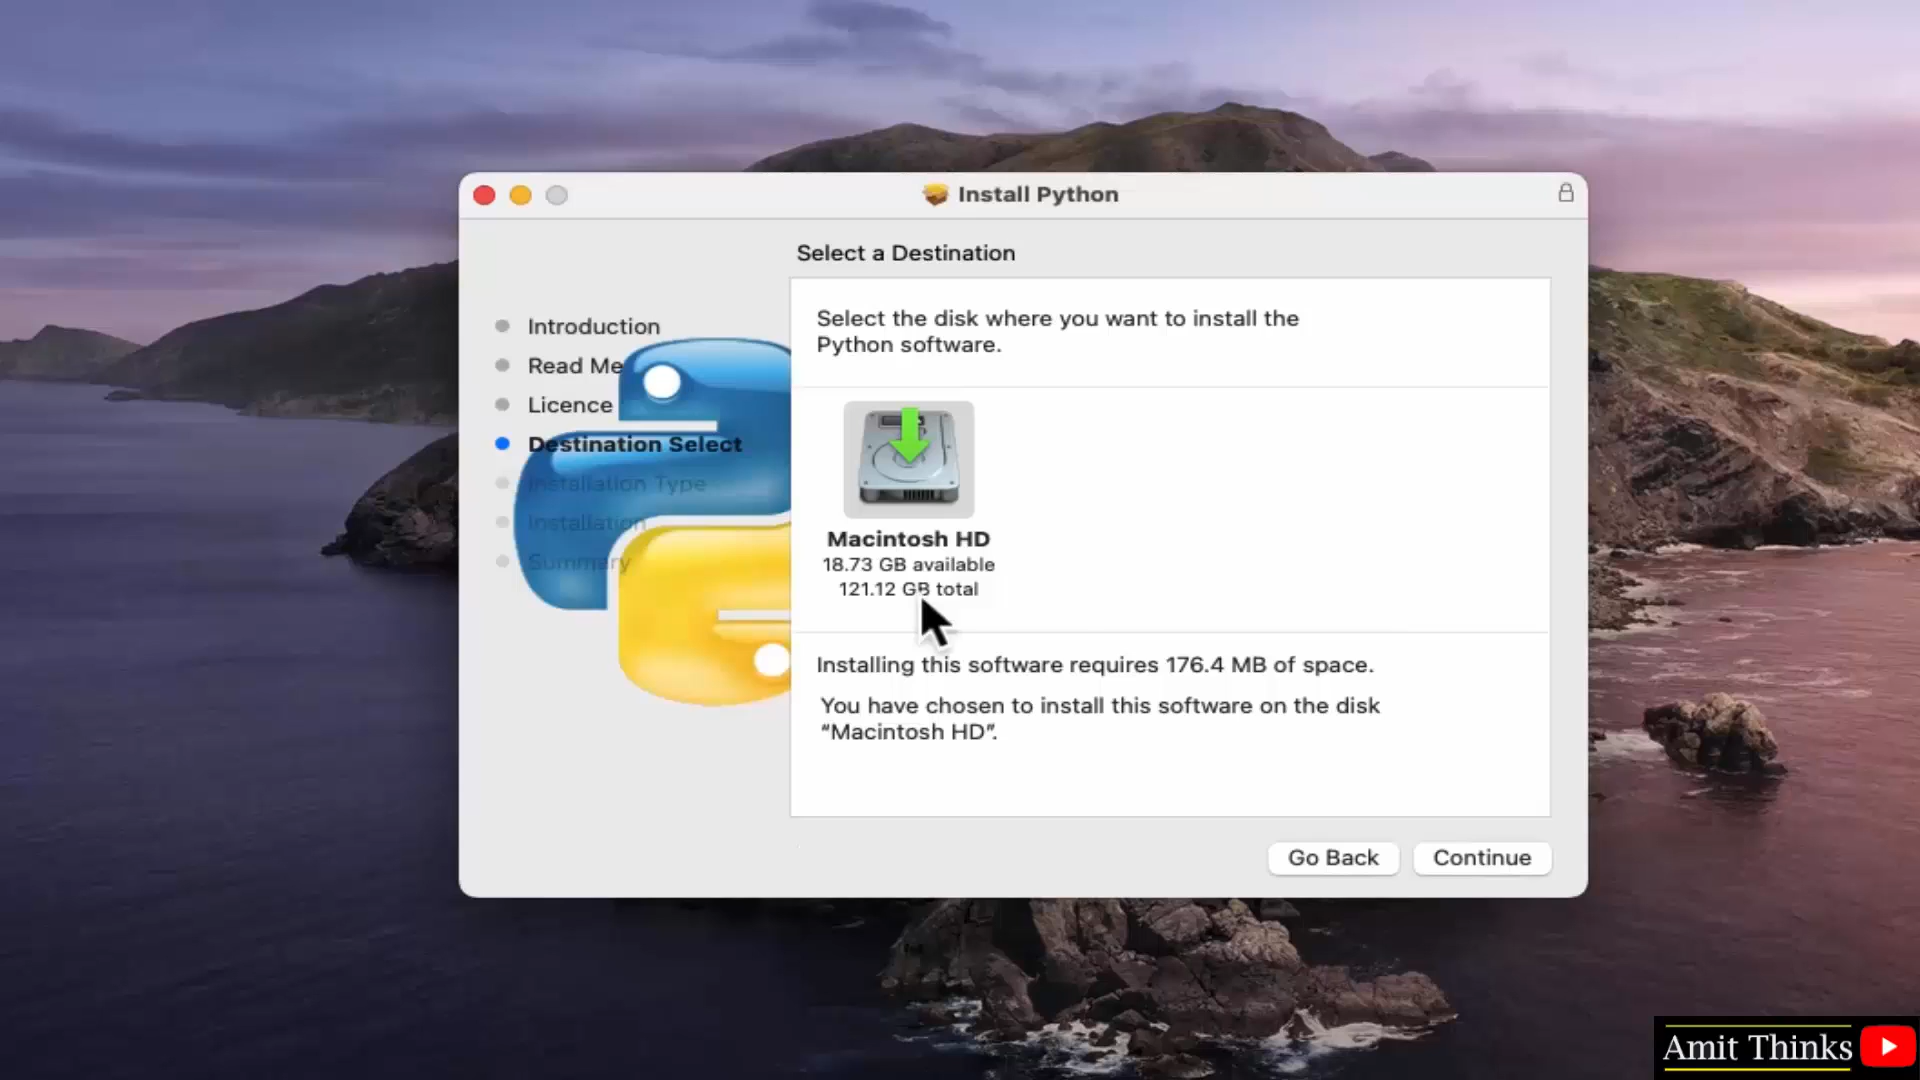 Install Python
Select a Destination
Introduction
Read Me
Licence
Destination Select
Installation Type
Installation
Summary
Select the disk where you want to install the
Python software.
Macintosh HD
18.73 GB available
121.12 GB total
Installing this software requires 176.4 MB of space.
You have chosen to install this software on the disk
“Macintosh HD”.
Go Back
Continue
Amit Thinks